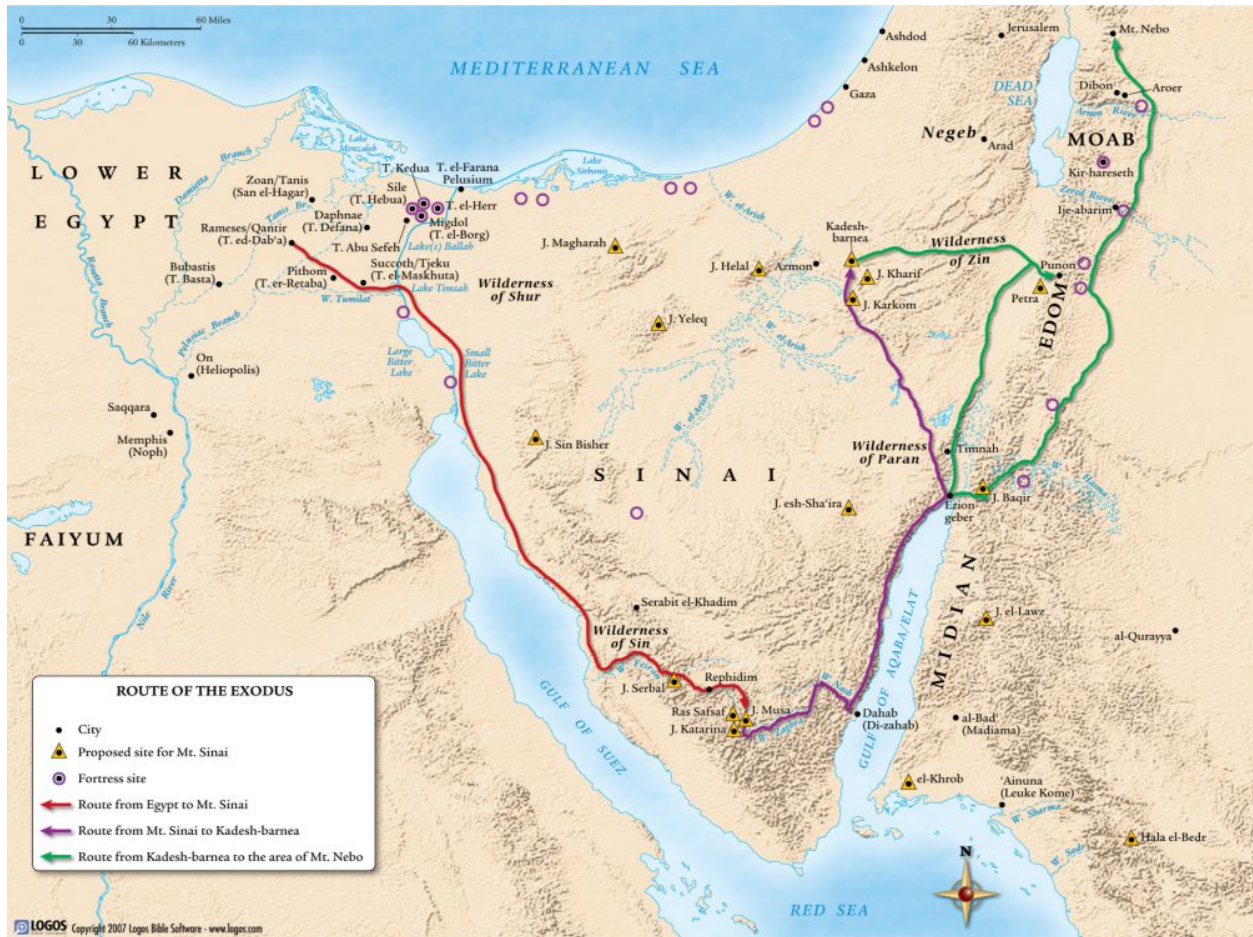 0 30 60 Miles
0 30 60 Kilometers
MEDITERRANEAN SEA
Ashdod
Ashkelon
Gaza
Jerusalem
Mt. Nebo
DEAD
SEA
Dibon
Aroer
Arnon River
MOAB
Negeb
Arad
Kir-hareseth
Zered River
Ije-abarim
LOWER
EGYPT
Lake
Menzaleh
Damietta Branch
Tanis Br.
Rosetta
Branch
Pelusiac Branch
Zoan/Tanis
(San el-Hagar)
T. Kedua
T. el-Farana
Pelusium
Sile
(T. Hebua)
T. el-Herr
Daphnae
(T. Defana)
Migdol
(T. el-Borg)
Lake
Sirbonis
Rameses/Qantir
(T. ed-Dab'a)
T. Abu Sefeh
Lake(s) Ballah
Succoth/Tjeku
(T. el-Maskhuta)
Pithom
(T. er-Retaba)
Bubastis
(T. Basta)
W. Tumilat
Lake Timsah
Wilderness
of Shur
J. Magharah
J. Helal
Azmon
W. el-Arish
Kadesh-
barnea
J. Kharif
J. Karkom
Wilderness
of Zin
Punon
Petra
EDOM
J. Yeleq
W. el-Arish
W. el-Arish
Large
Bitter
Lake
Small
Bitter
Lake
On
(Heliopolis)
Saqqara
Memphis
(Noph)
J. Sin Bisher
SINAI
Wilderness
of Paran
Timnah
J. Baqir
W. Hasma
Ezion-
geber
J. esh-Sha'ira
FAIYUM
Nile River
Serabit el-Khadim
Wilderness
of Sin
W. Feiran
J. Serbal
Rephidim
Ras Safsaf
J. Musa
J. Katarina
W. Zaghra
W. Nasb
Dahab
(Di-zahab)
GULF OF SUEZ
GULF OF AQABA/ELAT
MIDIAN
J. el-Lawz
al-Qurayya
al-Bad'
(Madiama)
el-Khrob
'Ainuna
(Leuke Kome)
W. Sharma
Hala el-Bedr
N
RED SEA
ROUTE OF THE EXODUS
City
Proposed site for Mt. Sinai
Fortress site
Route from Egypt to Mt. Sinai
Route from Mt. Sinai to Kadesh-barnea
Route from Kadesh-barnea to the area of Mt. Nebo
LOGOS Copyright 2007 Logos Bible Software - www.logos.com